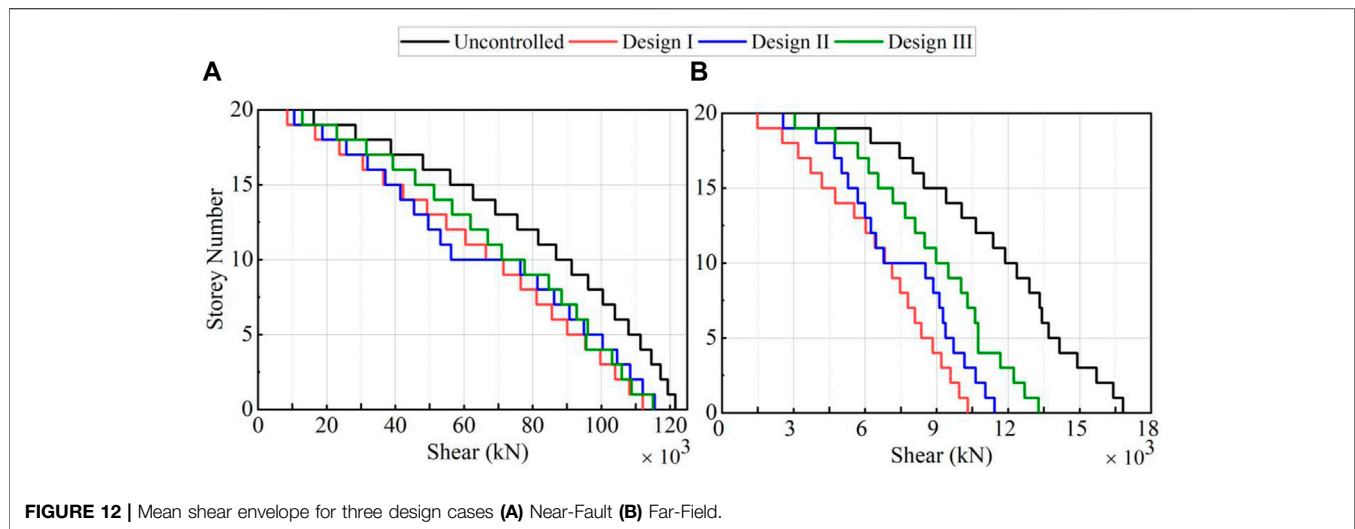 Uncontrolled Design I Design II Design III
A B
20 20
15 15
10 10
5 5
0 0
Storey Number
0 20 40 60 80 100 120
0 3 6 9 12 15 18
Shear (kN) × 10³
Shear (kN) × 10³
FIGURE 12 | Mean shear envelope for three design cases (A) Near-Fault (B) Far-Field.